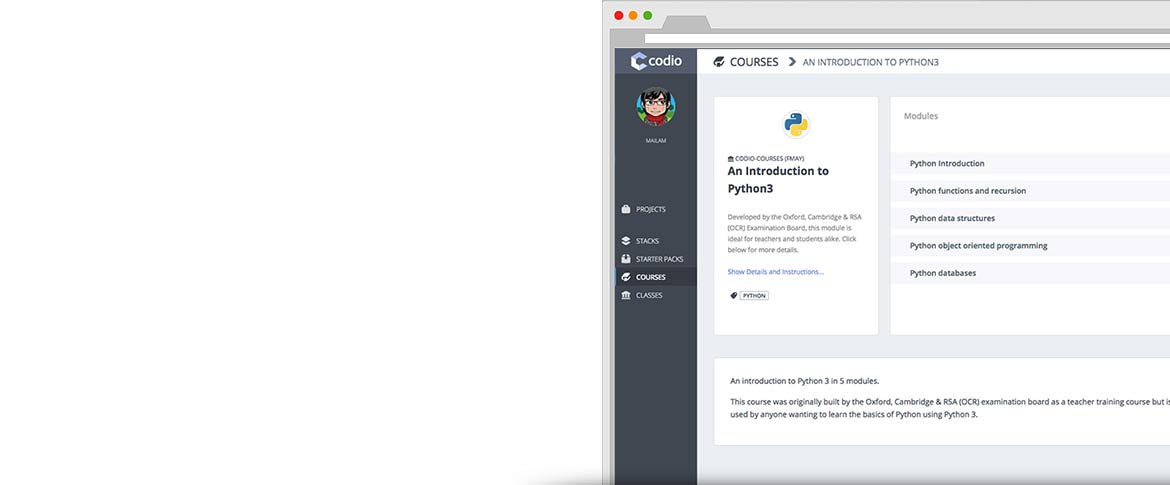 codio
COURSES
AN INTRODUCTION TO PYTHON3
MAILAM
PROJECTS
STACKS
STARTER PACKS
COURSES
CLASSES
CODIO-COURSES (FMAY)
An Introduction to
Python3
Developed by the Oxford, Cambridge & RSA
(OCR) Examination Board, this module is
ideal for teachers and students alike. Click
below for more details.
Show Details and Instructions...
PYTHON
Modules
Python Introduction
Python functions and recursion
Python data structures
Python object oriented programming
Python databases
An introduction to Python 3 in 5 modules.
This course was originally built by the Oxford, Cambridge & RSA (OCR) examination board as a teacher training course but is
used by anyone wanting to learn the basics of Python using Python 3.